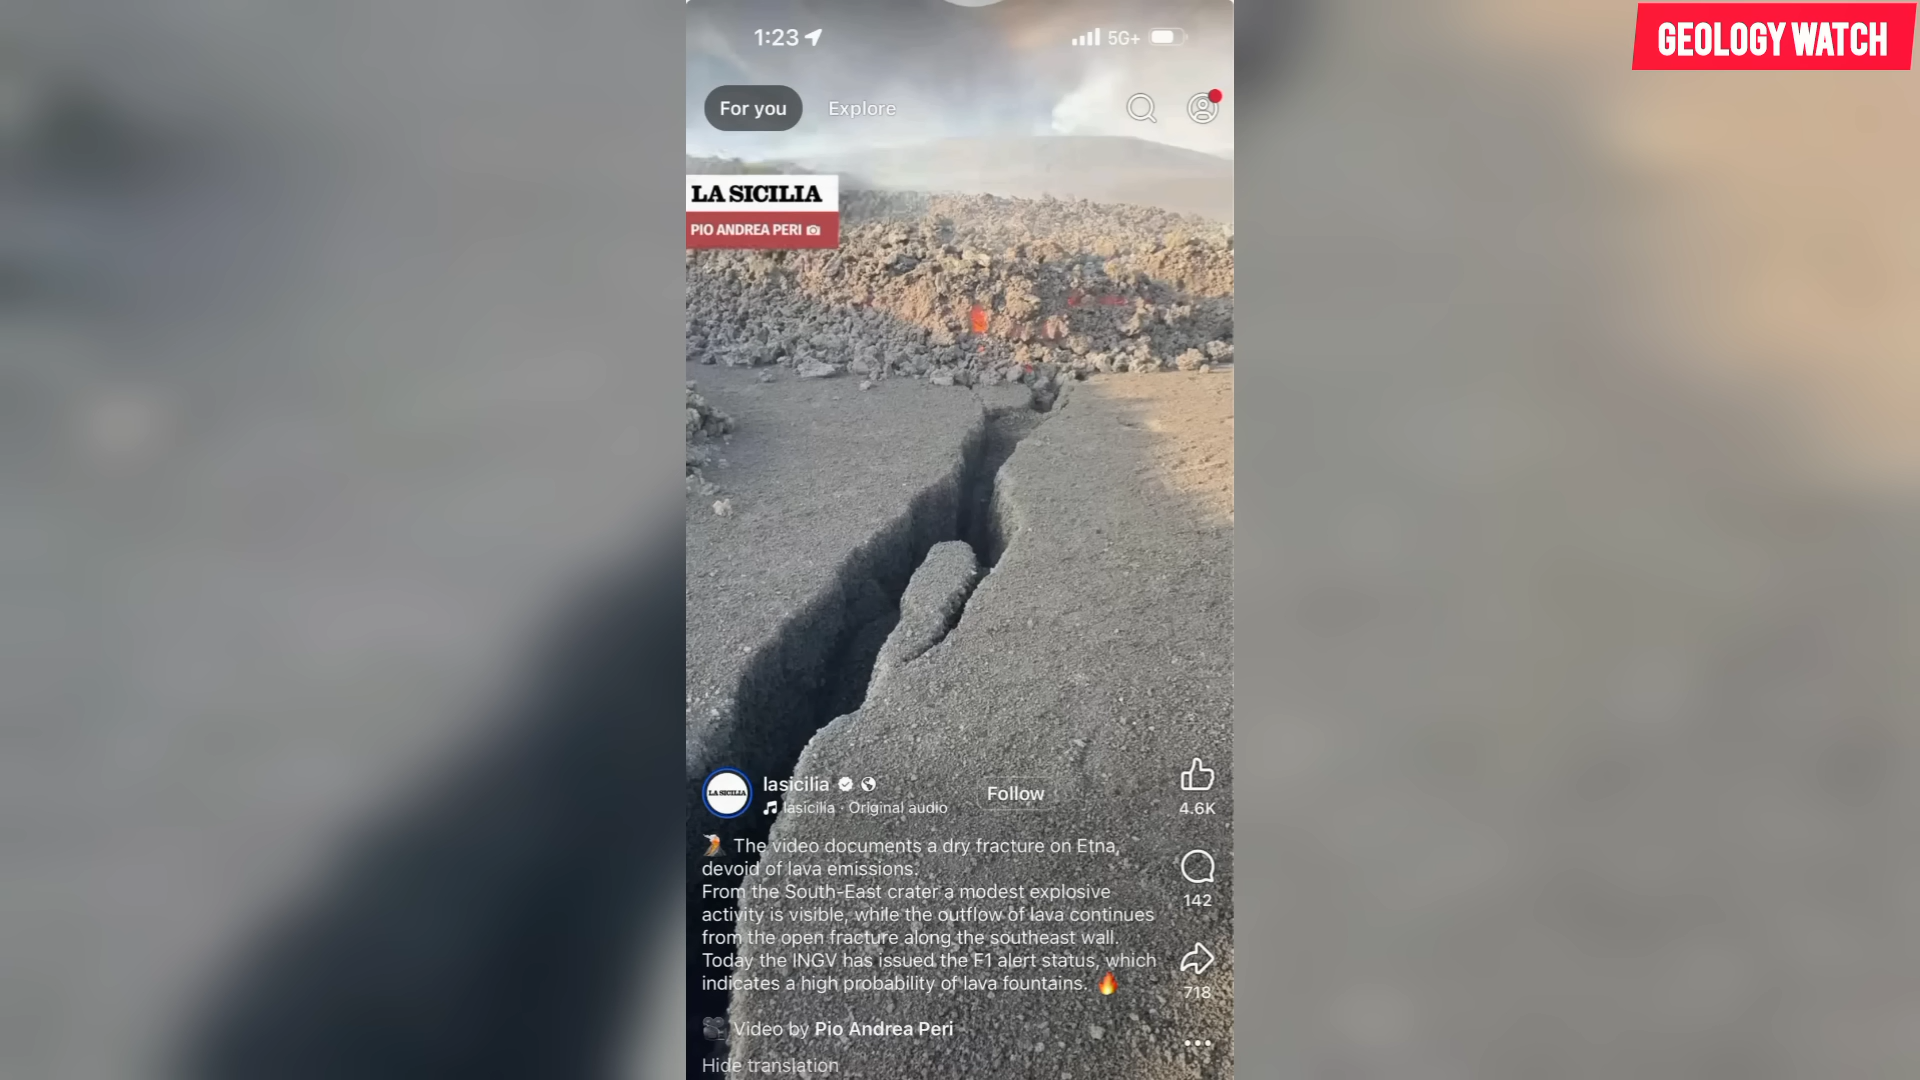 GEOLOGY WATCH
1:23
5G+
For you
Explore
LA SICILIA
PIO ANDREA PERI
LA SICILIA
lasicilia
lasicilia · Original audio
Follow
4.6K
The video documents a dry fracture on Etna,
devoid of lava emissions.
From the South-East crater a modest explosive
activity is visible, while the outflow of lava continues
from the open fracture along the southeast wall.
Today the INGV has issued the F1 alert status, which
indicates a high probability of lava fountains.
142
718
Video by Pio Andrea Peri
Hide translation